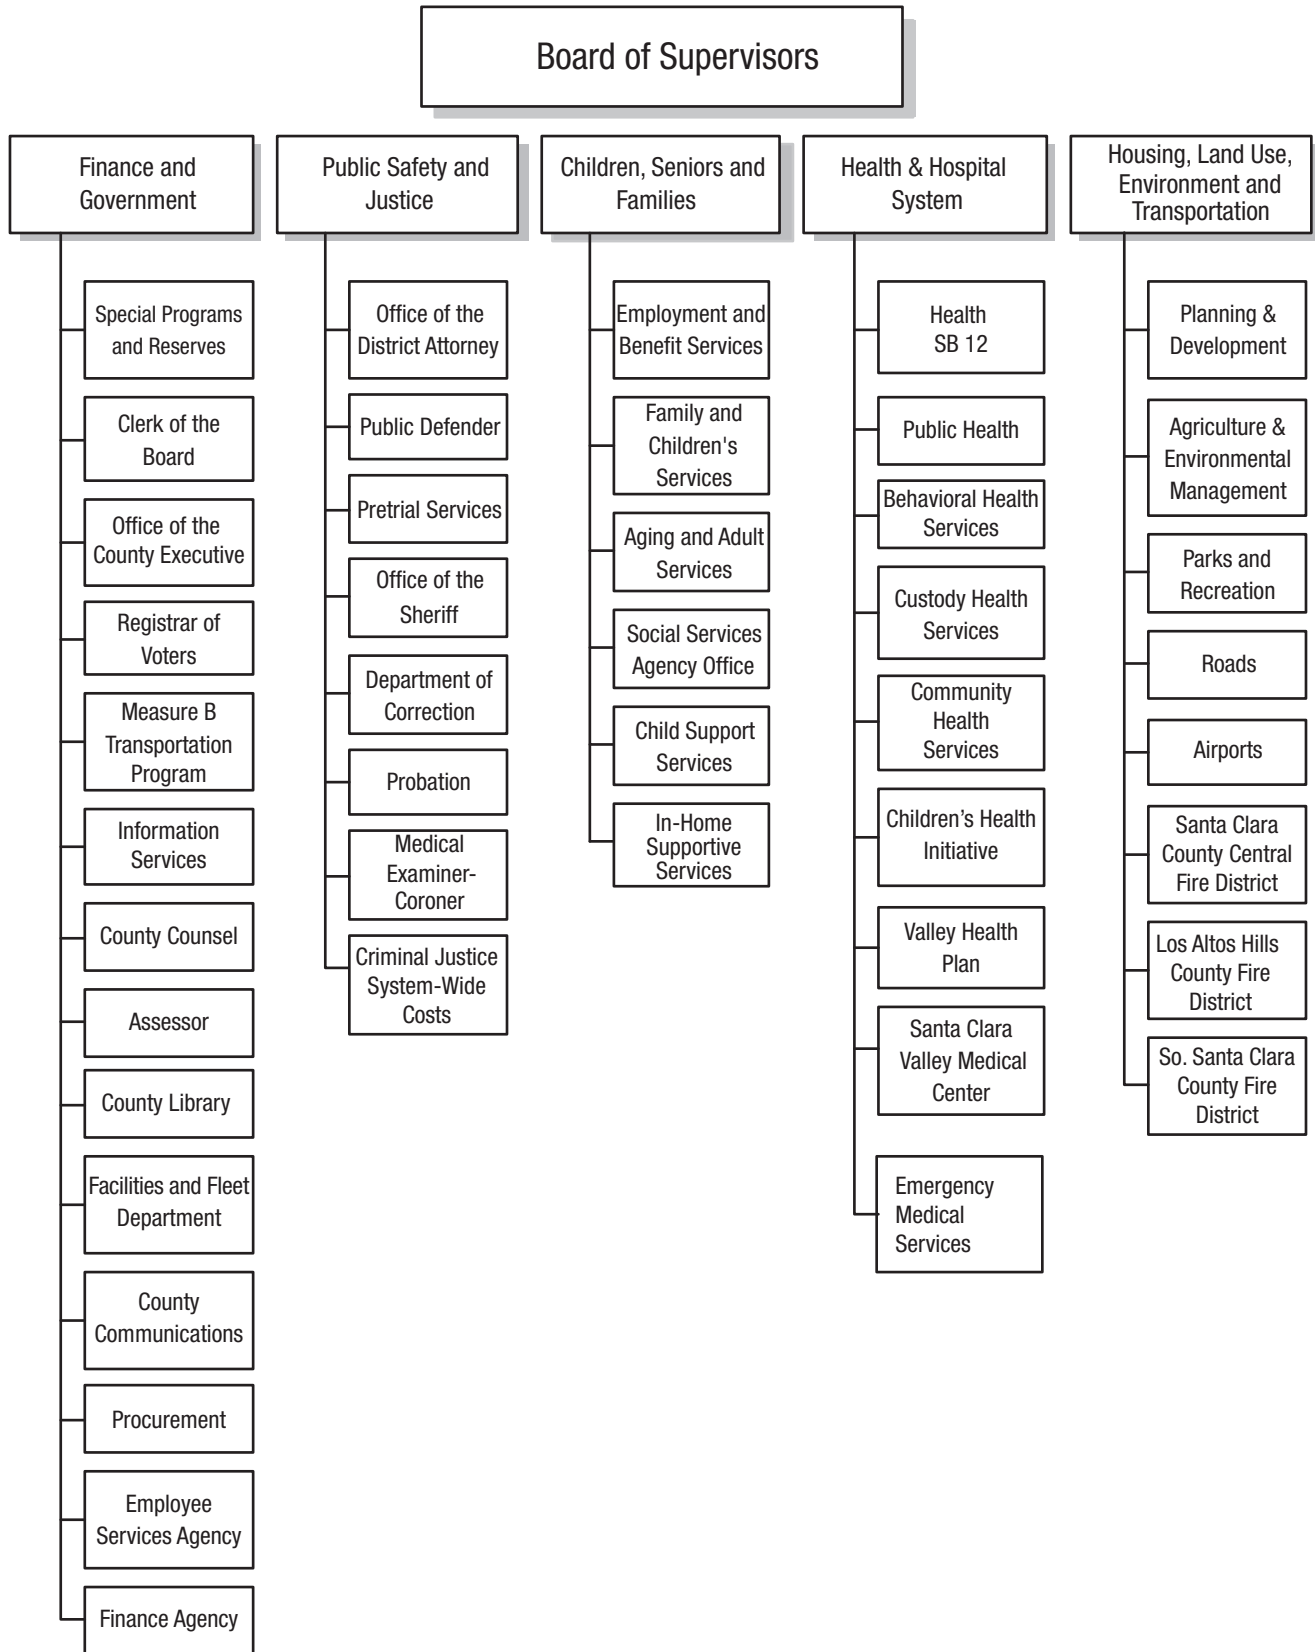 Board of Supervisors
Finance and
Government
Special Programs
and Reserves
Clerk of the
Board
Office of the
County Executive
Registrar of
Voters
Measure B
Transportation
Program
Information
Services
County Counsel
Assessor
County Library
Facilities and Fleet
Department
County
Communications
Procurement
Employee
Services Agency
Finance Agency
Public Safety and
Justice
Office of the
District Attorney
Public Defender
Pretrial Services
Office of the
Sheriff
Department of
Correction
Probation
Medical
Examiner-
Coroner
Criminal Justice
System-Wide
Costs
Children, Seniors and
Families
Employment and
Benefit Services
Family and
Children's
Services
Aging and Adult
Services
Social Services
Agency Office
Child Support
Services
In-Home
Supportive
Services
Health & Hospital
System
Health
SB 12
Public Health
Behavioral Health
Services
Custody Health
Services
Community
Health
Services
Children’s Health
Initiative
Valley Health
Plan
Santa Clara
Valley Medical
Center
Emergency
Medical
Services
Housing, Land Use,
Environment and
Transportation
Planning &
Development
Agriculture &
Environmental
Management
Parks and
Recreation
Roads
Airports
Santa Clara
County Central
Fire District
Los Altos Hills
County Fire
District
So. Santa Clara
County Fire
District